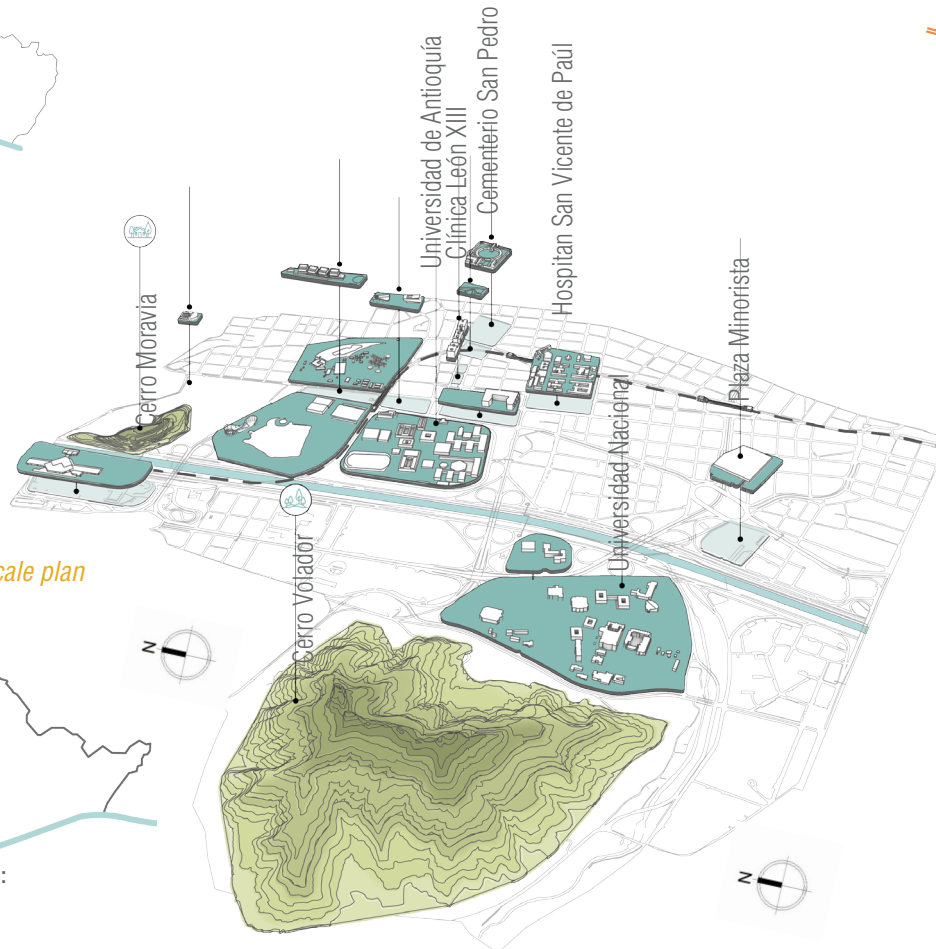 Universidad de Antioquía
Clínica León XIII
Cementerio San Pedro
Hospitan San Vicente de Paúl
Plaza Minorista
Cerro Moravia
Universidad Nacional
Cerro Volador
cale plan
N
N
: